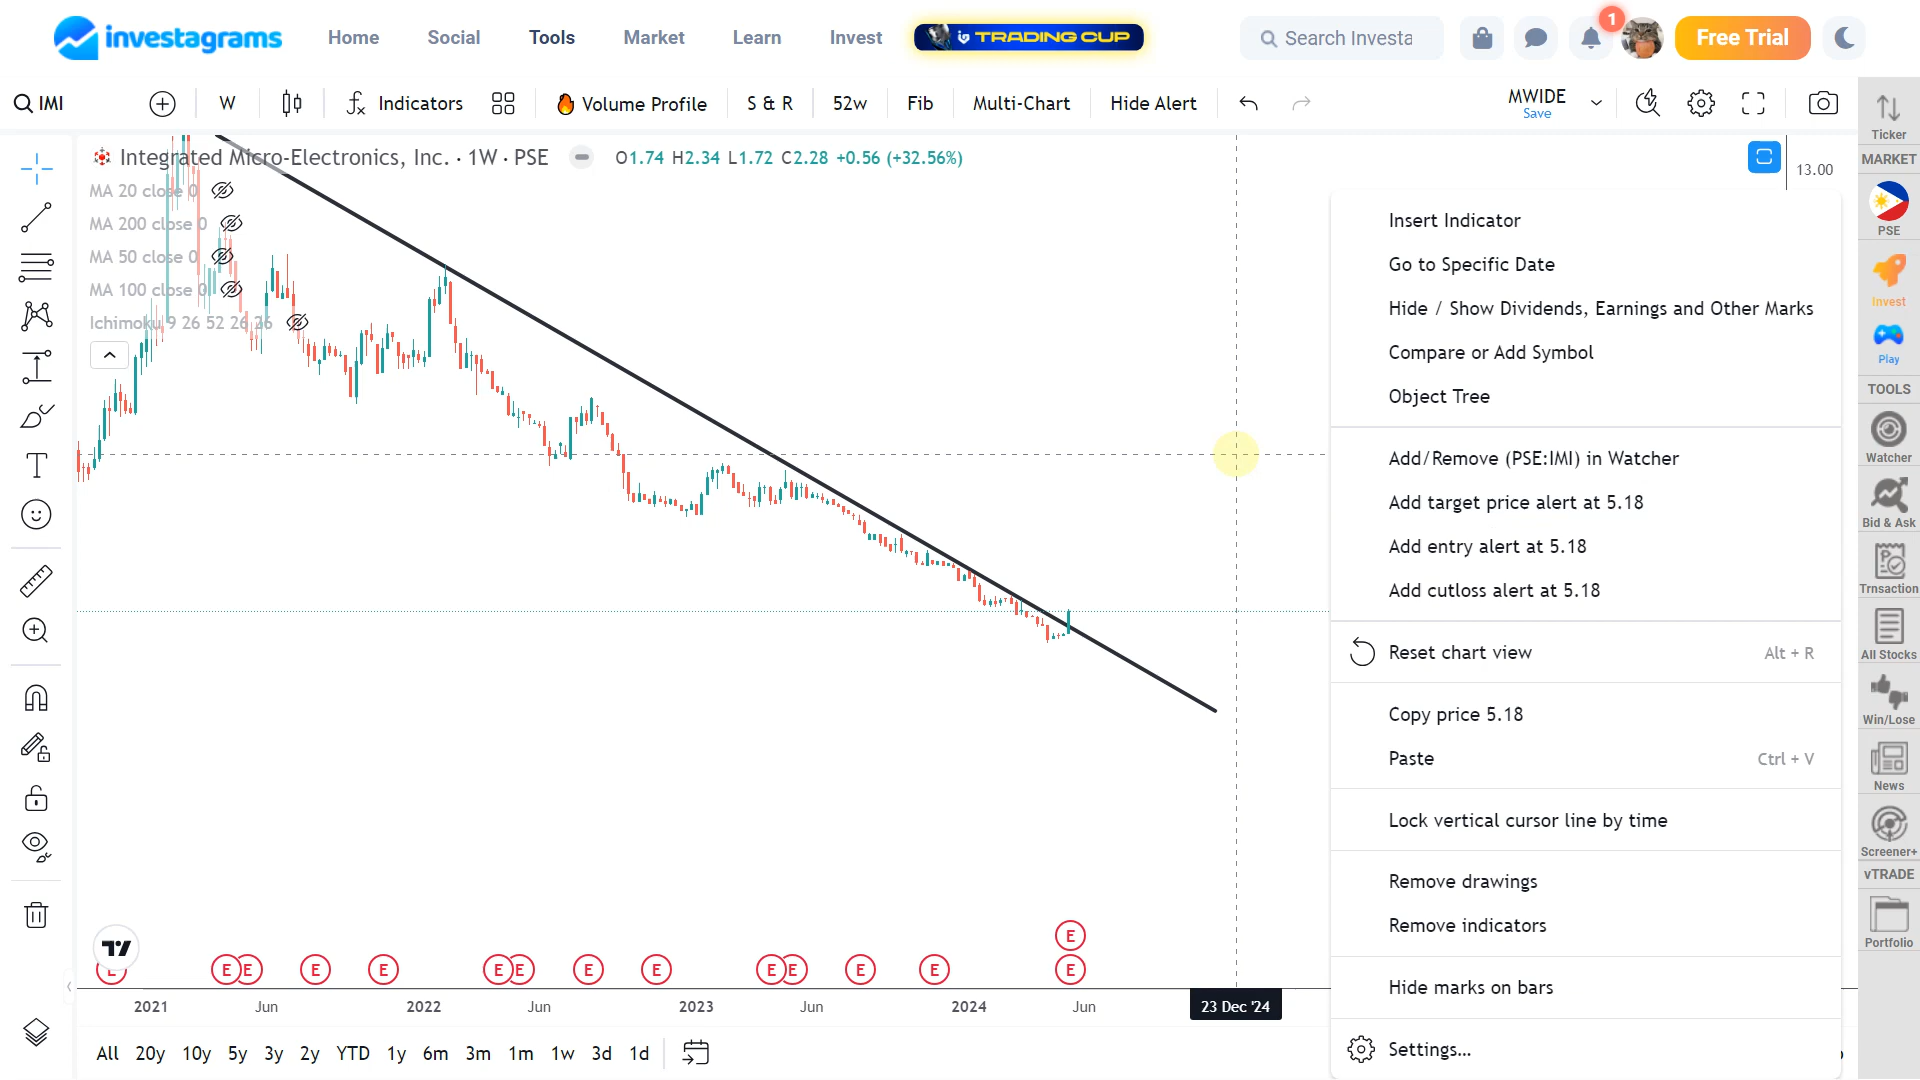 investagrams
Home
Social
Tools
Market
Learn
Invest
TRADING CUP
Search Investa
1
Free Trial
IMI
W
Indicators
Volume Profile
S & R
52w
Fib
Multi-Chart
Hide Alert
MWIDE
Save
Ticker
MARKET
PSE
Invest
Play
TOOLS
Watcher
Bid & Ask
Trnsaction
All Stocks
Win/Lose
News
Screener+
vTRADE
Portfolio
Integrated Micro-Electronics, Inc. · 1W · PSE
O1.74 H2.34 L1.72 C2.28 +0.56 (+32.56%)
13.00
MA 20 close 0
MA 200 close 0
MA 50 close 0
MA 100 close 0
Ichimoku 9 26 52 26 26
Insert Indicator
Go to Specific Date
Hide / Show Dividends, Earnings and Other Marks
Compare or Add Symbol
Object Tree
Add/Remove (PSE:IMI) in Watcher
Add target price alert at 5.18
Add entry alert at 5.18
Add cutloss alert at 5.18
Reset chart view Alt + R
Copy price 5.18
Paste Ctrl + V
Lock vertical cursor line by time
Remove drawings
Remove indicators
Hide marks on bars
Settings...
E
E E E E E E E E E E E E E E
2021 Jun 2022 Jun 2023 Jun 2024 Jun
23 Dec '24
All 20y 10y 5y 3y 2y YTD 1y 6m 3m 1m 1w 3d 1d